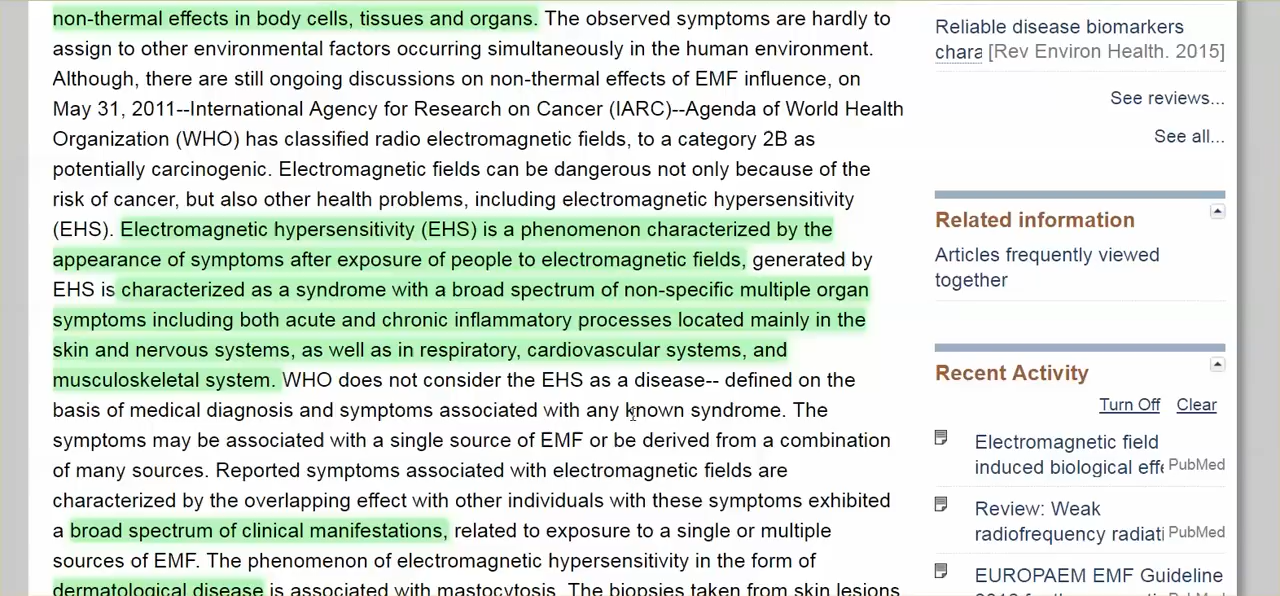 non-thermal effects in body cells, tissues and organs. The observed symptoms are hardly to
assign to other environmental factors occurring simultaneously in the human environment.
Although, there are still ongoing discussions on non-thermal effects of EMF influence, on
May 31, 2011--International Agency for Research on Cancer (IARC)--Agenda of World Health
Organization (WHO) has classified radio electromagnetic fields, to a category 2B as
potentially carcinogenic. Electromagnetic fields can be dangerous not only because of the
risk of cancer, but also other health problems, including electromagnetic hypersensitivity
(EHS). Electromagnetic hypersensitivity (EHS) is a phenomenon characterized by the
appearance of symptoms after exposure of people to electromagnetic fields, generated by
EHS is characterized as a syndrome with a broad spectrum of non-specific multiple organ
symptoms including both acute and chronic inflammatory processes located mainly in the
skin and nervous systems, as well as in respiratory, cardiovascular systems, and
musculoskeletal system. WHO does not consider the EHS as a disease-- defined on the
basis of medical diagnosis and symptoms associated with any known syndrome. The
symptoms may be associated with a single source of EMF or be derived from a combination
of many sources. Reported symptoms associated with electromagnetic fields are
characterized by the overlapping effect with other individuals with these symptoms exhibited
a broad spectrum of clinical manifestations, related to exposure to a single or multiple
sources of EMF. The phenomenon of electromagnetic hypersensitivity in the form of
dermatological disease is associated with mastocytosis. The biopsies taken from skin lesions
Reliable disease biomarkers
chara [Rev Environ Health. 2015]
See reviews...
See all...
Related information
Articles frequently viewed
together
Recent Activity
Turn Off Clear
Electromagnetic field
induced biological effe PubMed
Review: Weak
radiofrequency radiati PubMed
EUROPAEM EMF Guideline